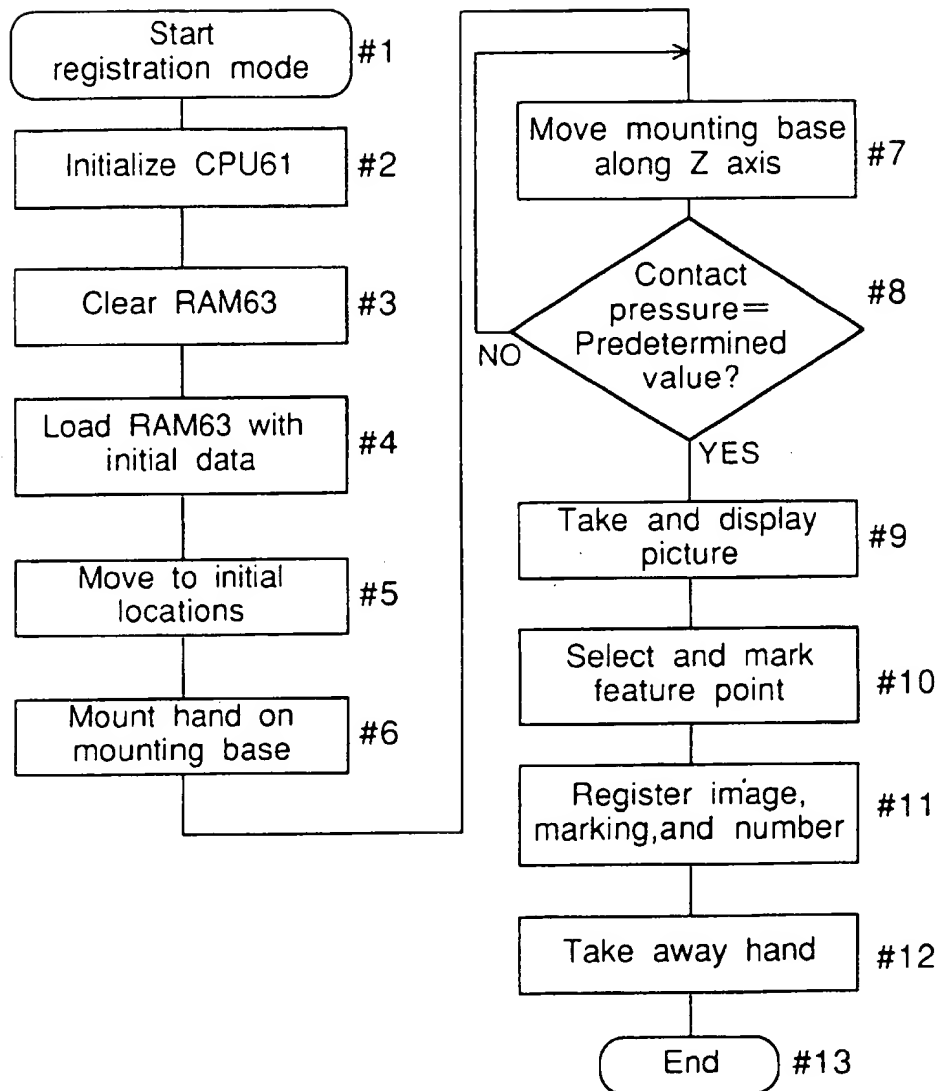 Start
registration mode
#1
Initialize CPU61
#2
Clear RAM63
#3
Load RAM63 with
initial data
#4
Move to initial
locations
#5
Mount hand on
mounting base
#6
Move mounting base
along Z axis
#7
Contact
pressure=
Predetermined
value?
#8
NO
YES
Take and display
picture
#9
Select and mark
feature point
#10
Register image,
marking,and number
#11
Take away hand
#12
End
#13